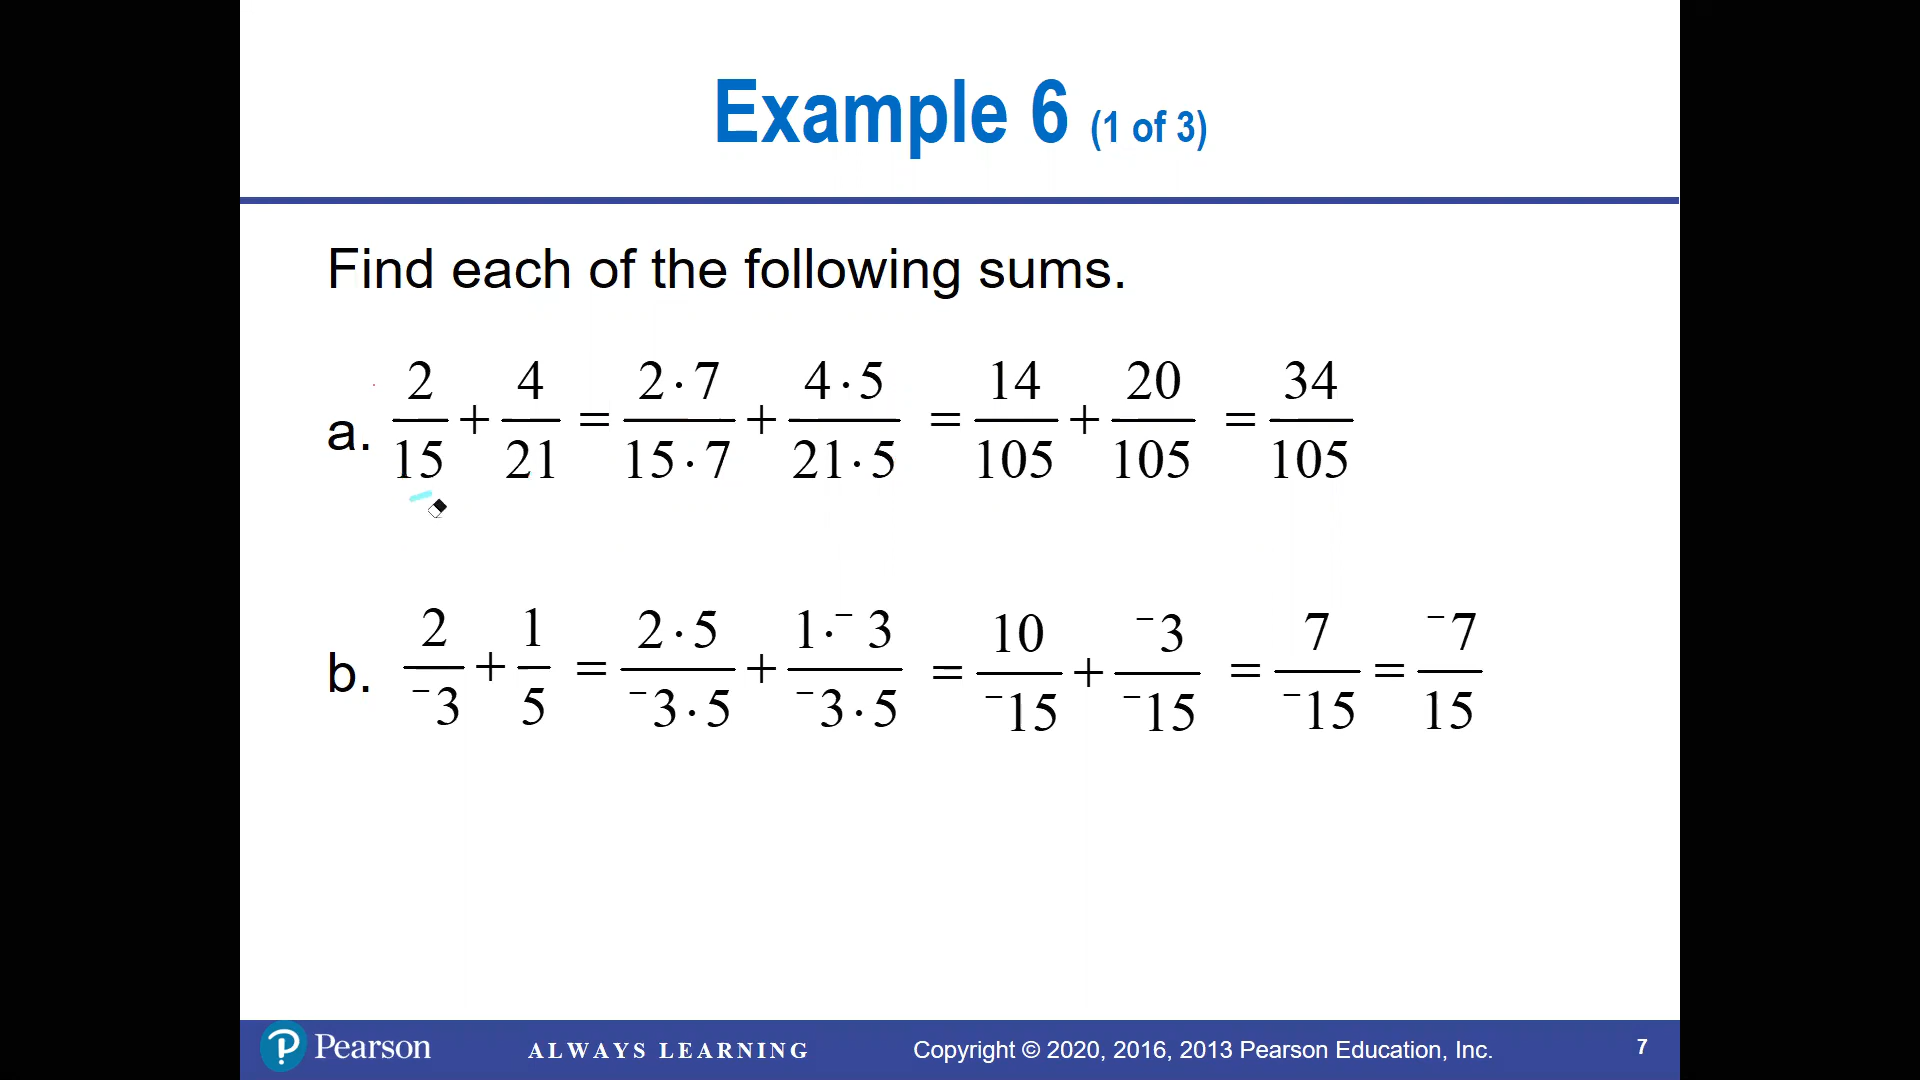 Example 6 (1 of 3)
Find each of the following sums.
a. 2/15 + 4/21 = 2·7/15·7 + 4·5/21·5 = 14/105 + 20/105 = 34/105
b. 2/⁻3 + 1/5 = 2·5/⁻3·5 + 1·⁻3/⁻3·5 = 10/⁻15 + ⁻3/⁻15 = 7/⁻15 = ⁻7/15
Pearson ALWAYS LEARNING Copyright © 2020, 2016, 2013 Pearson Education, Inc. 7